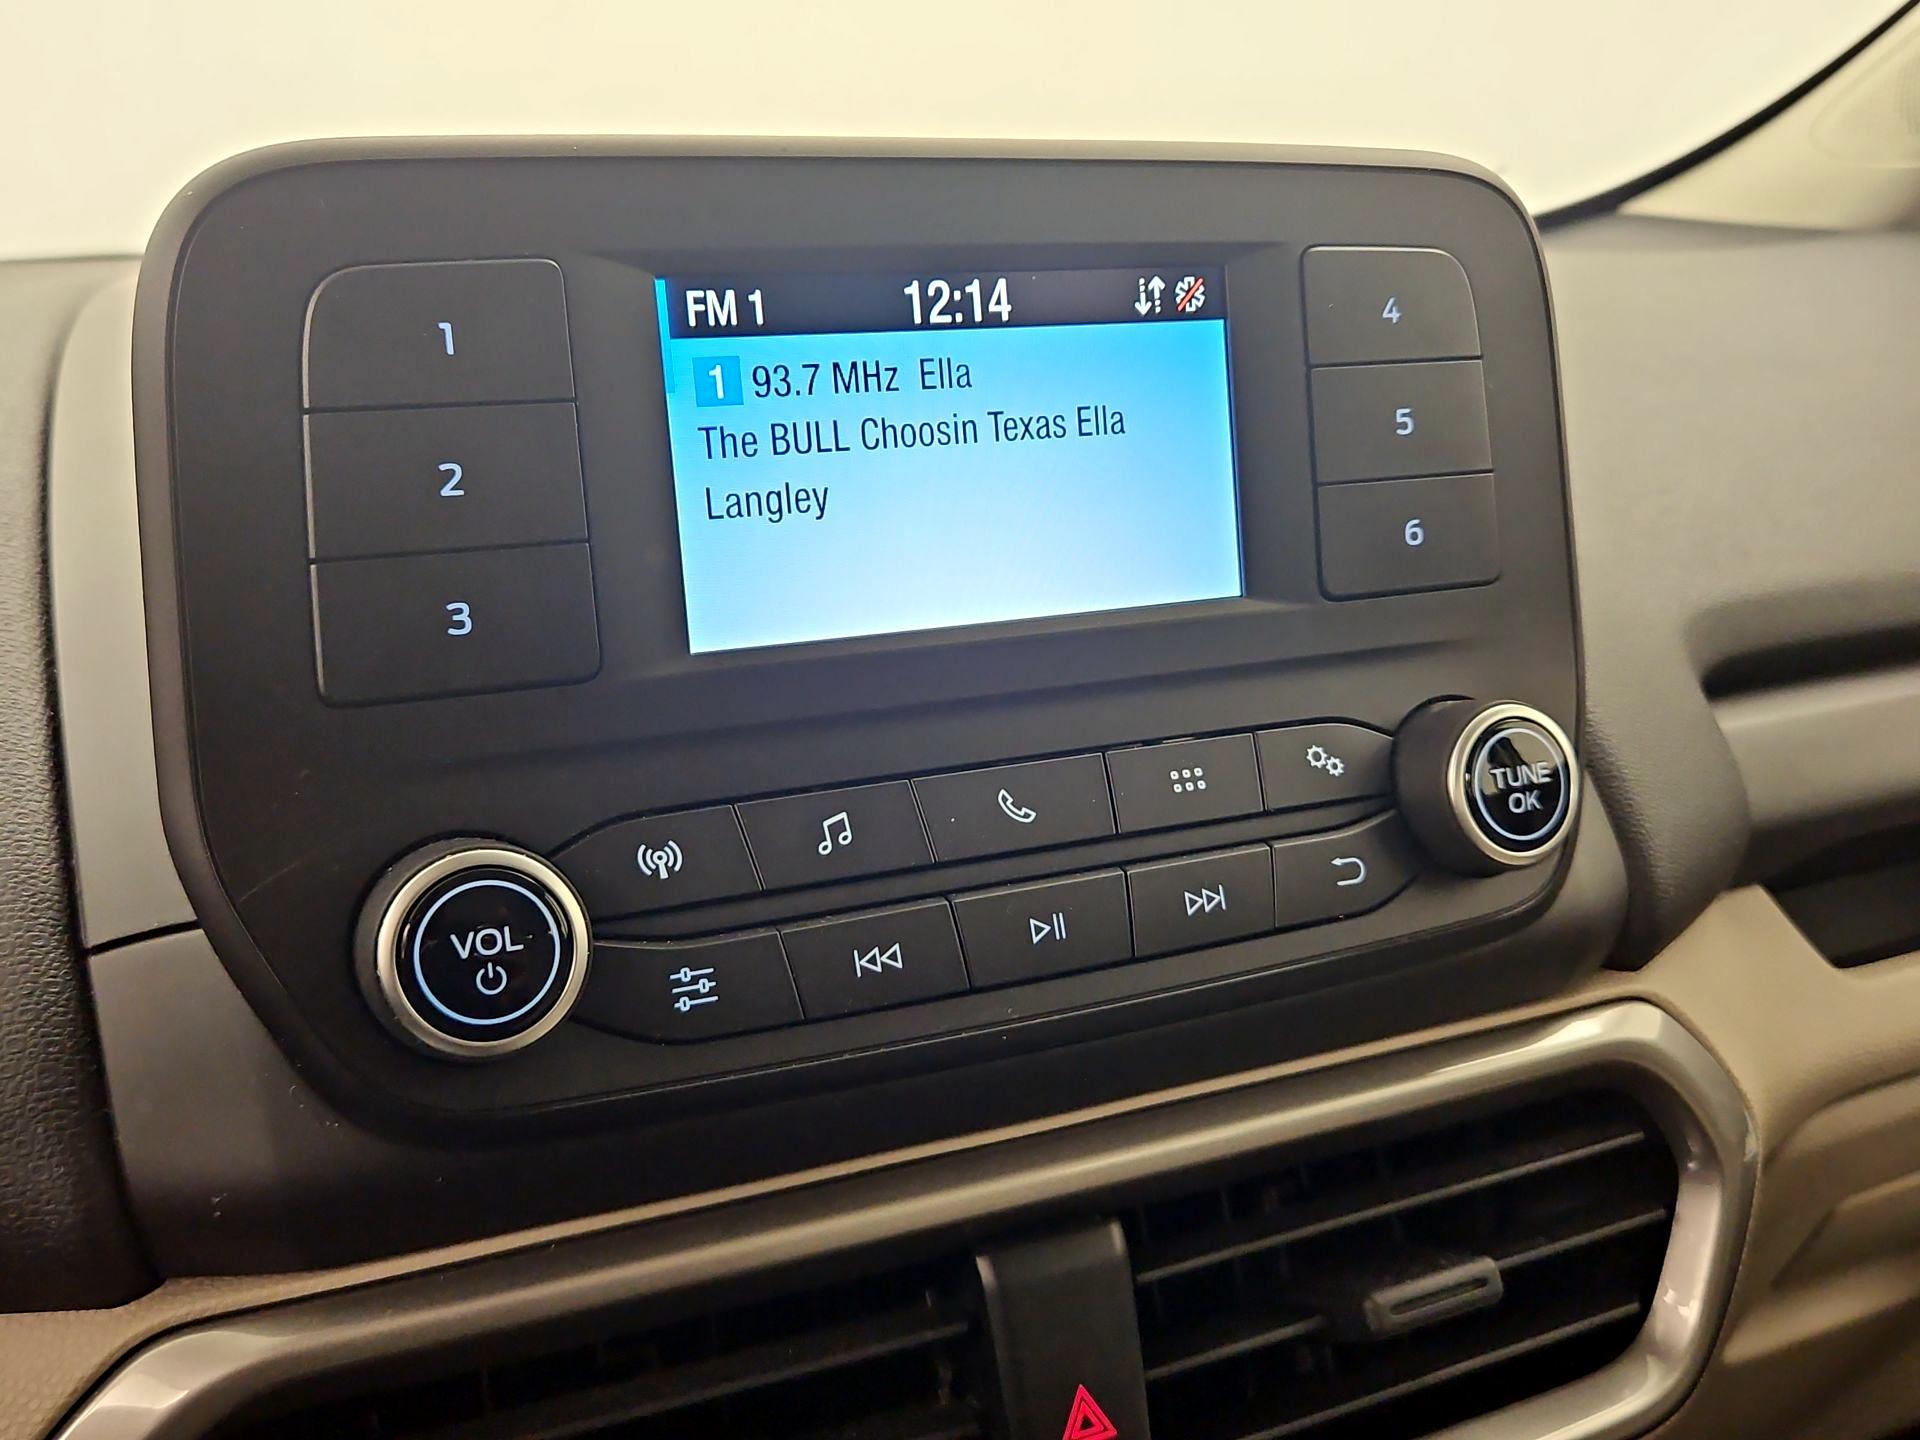 FM 1 12:14
1 93.7 MHz Ella
The BULL Choosin Texas Ella
Langley
1
2
3
4
5
6
VOL
TUNE
OK